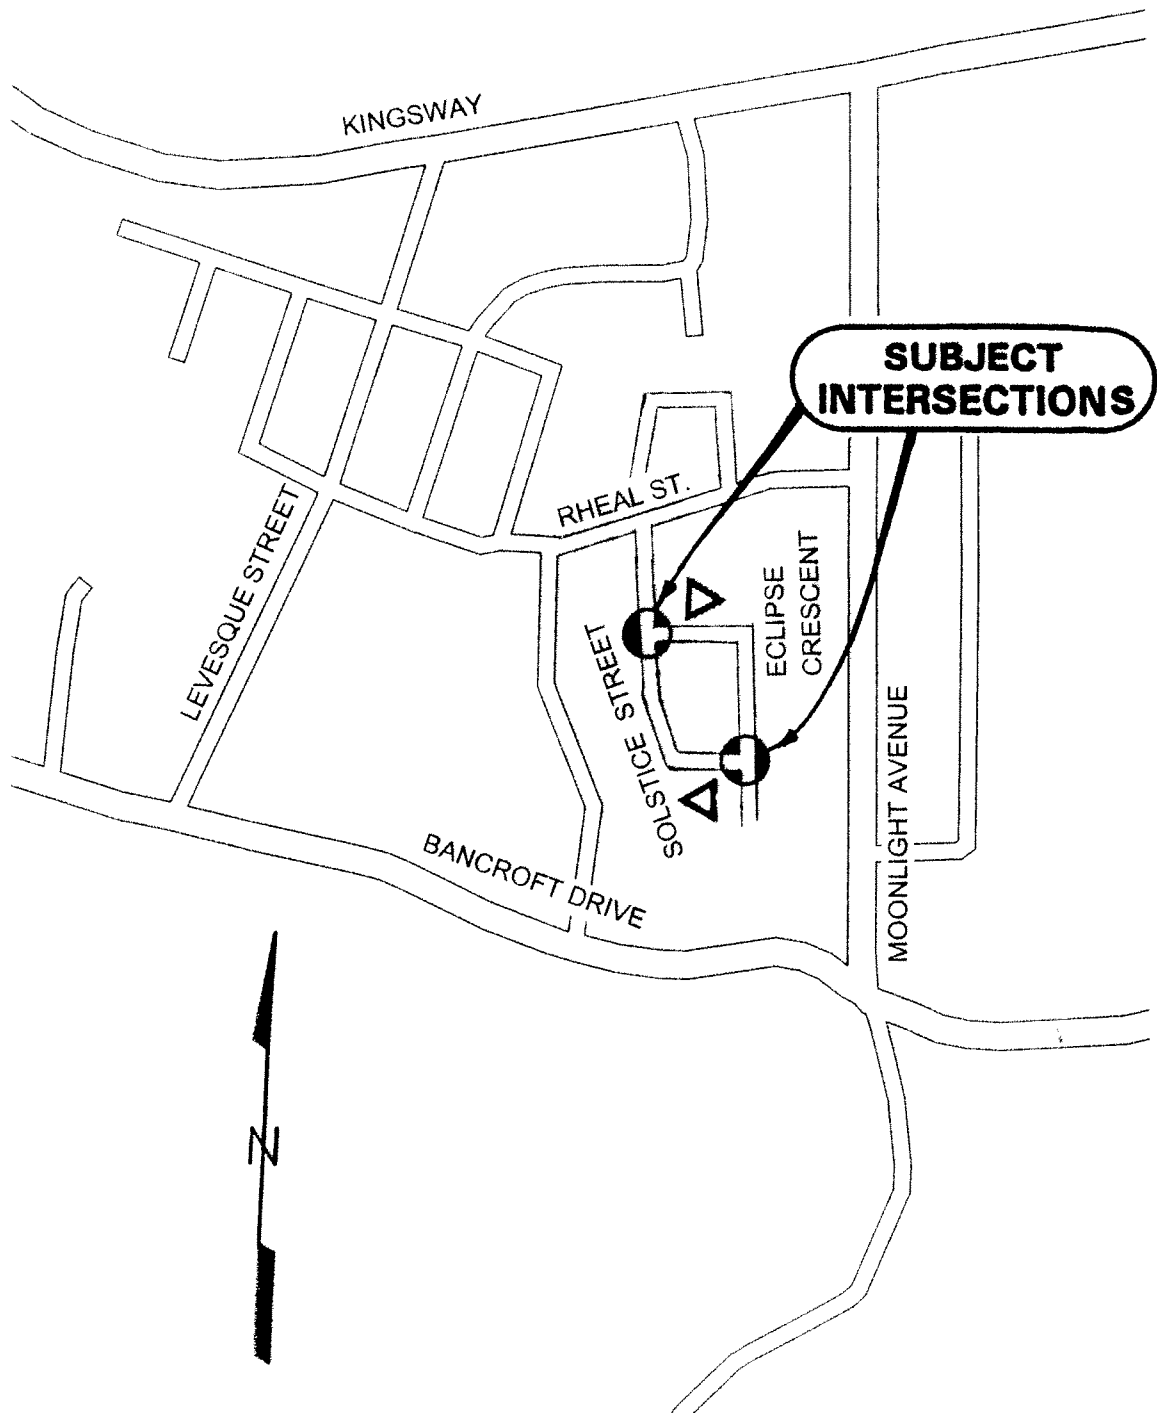 KINGSWAY
SUBJECT
INTERSECTIONS
RHEAL ST.
LEVESQUE STREET
ECLIPSE
CRESCENT
SOLSTICE STREET
MOONLIGHT AVENUE
BANCROFT DRIVE
N